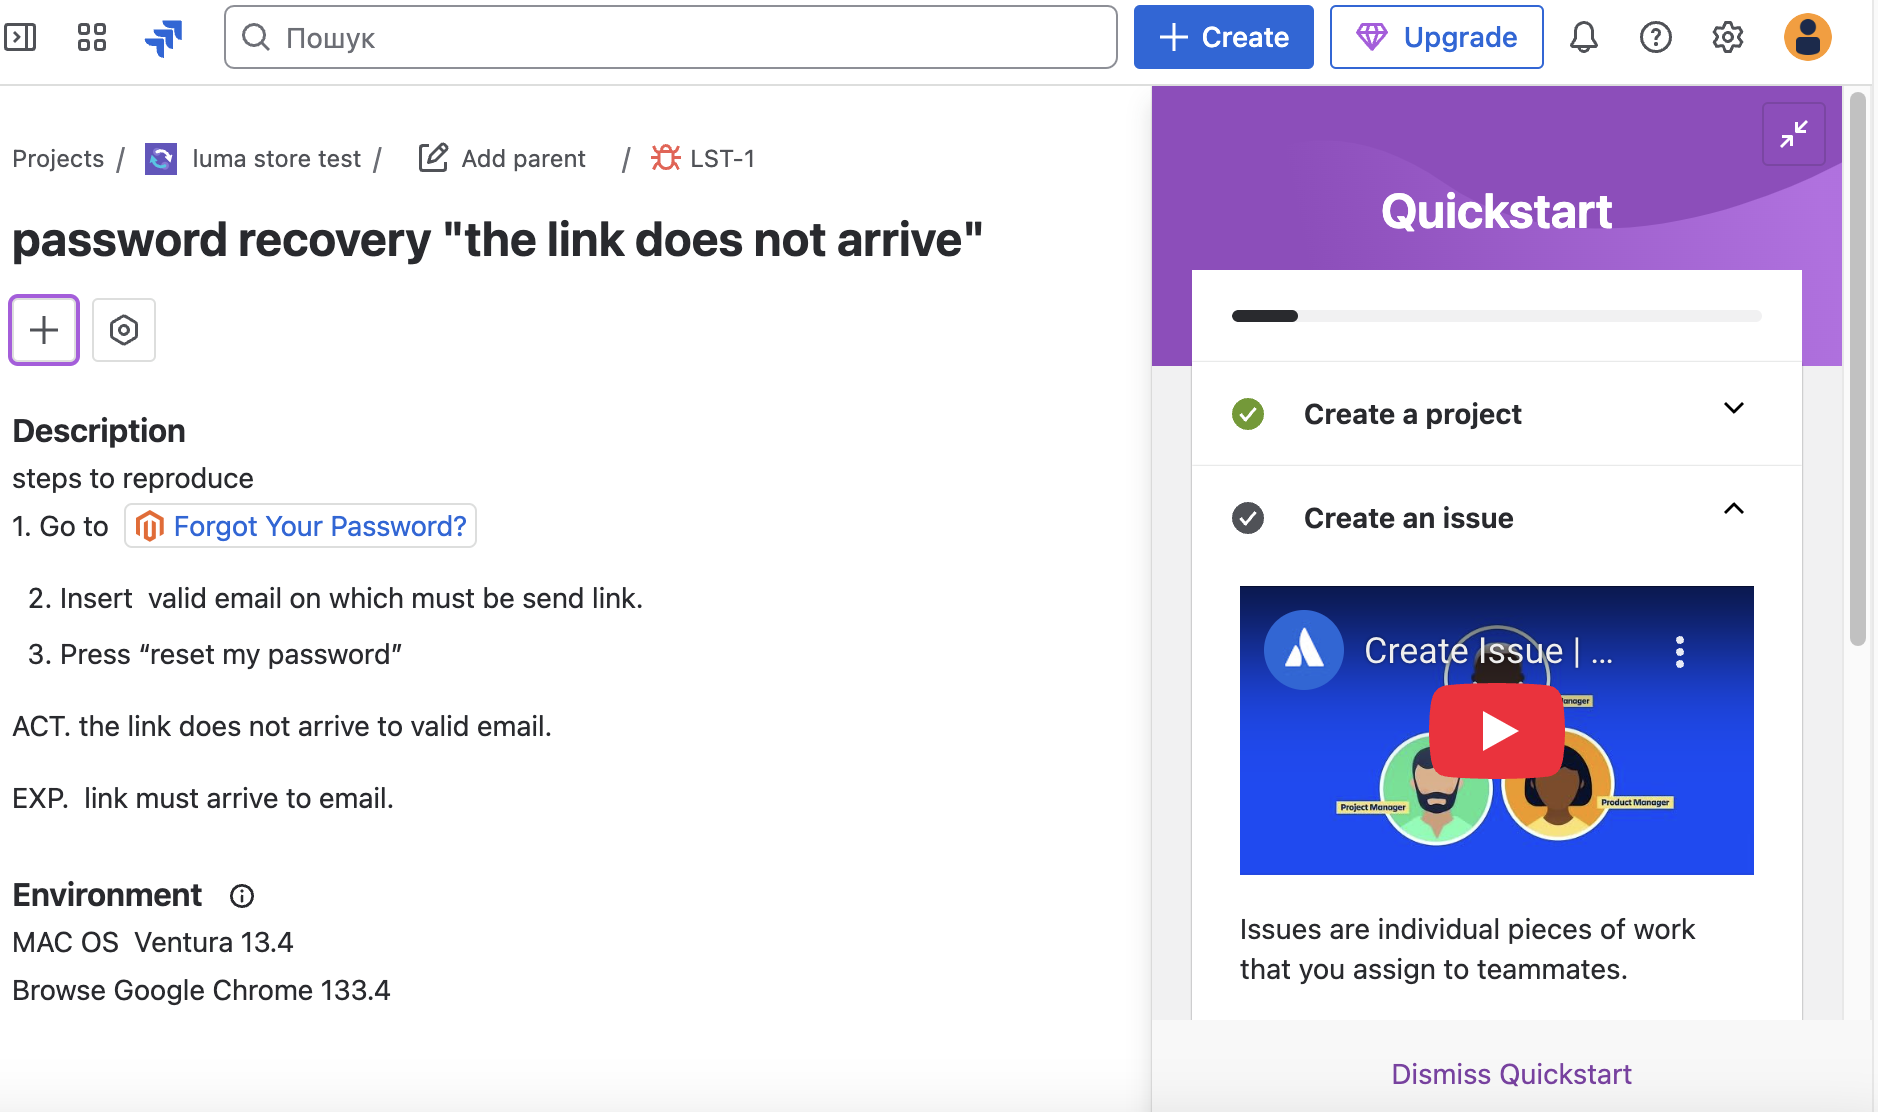 Пошук
Create
Upgrade
Projects / luma store test / Add parent / LST-1
password recovery "the link does not arrive"
Description
steps to reproduce
1. Go to Forgot Your Password?
2. Insert  valid email on which must be send link.
3. Press “reset my password”
ACT. the link does not arrive to valid email.
EXP.  link must arrive to email.
Environment
MAC OS  Ventura 13.4
Browse Google Chrome 133.4
Quickstart
Create a project
Create an issue
Create Issue | ...
Project Manager
Product Manager
Issues are individual pieces of work
that you assign to teammates.
Dismiss Quickstart